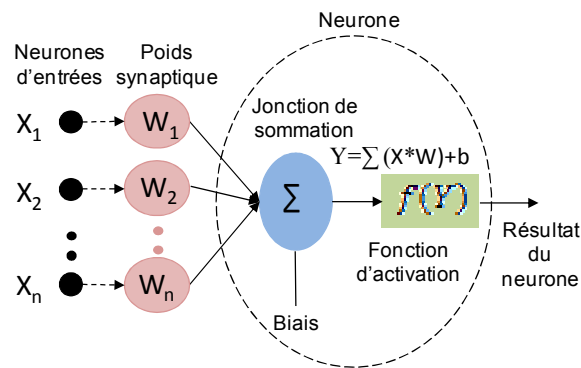 Neurone
Neurones
d'entrées
Poids
synaptique
X1
W1
X2
W2
Xn
Wn
Jonction de
sommation
Σ
Biais
Y=∑(X*W)+b
f(Y)
Fonction
d'activation
Résultat
du
neurone